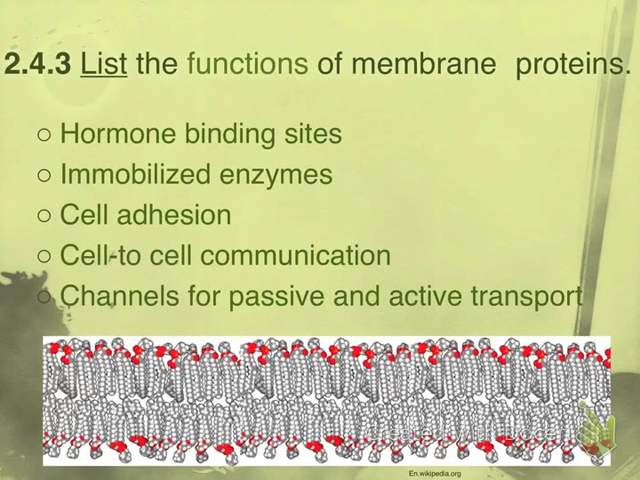 2.4.3 List the functions of membrane proteins.
○ Hormone binding sites
○ Immobilized enzymes
○ Cell adhesion
○ Cell-to cell communication
○ Channels for passive and active transport
En.wikipedia.org